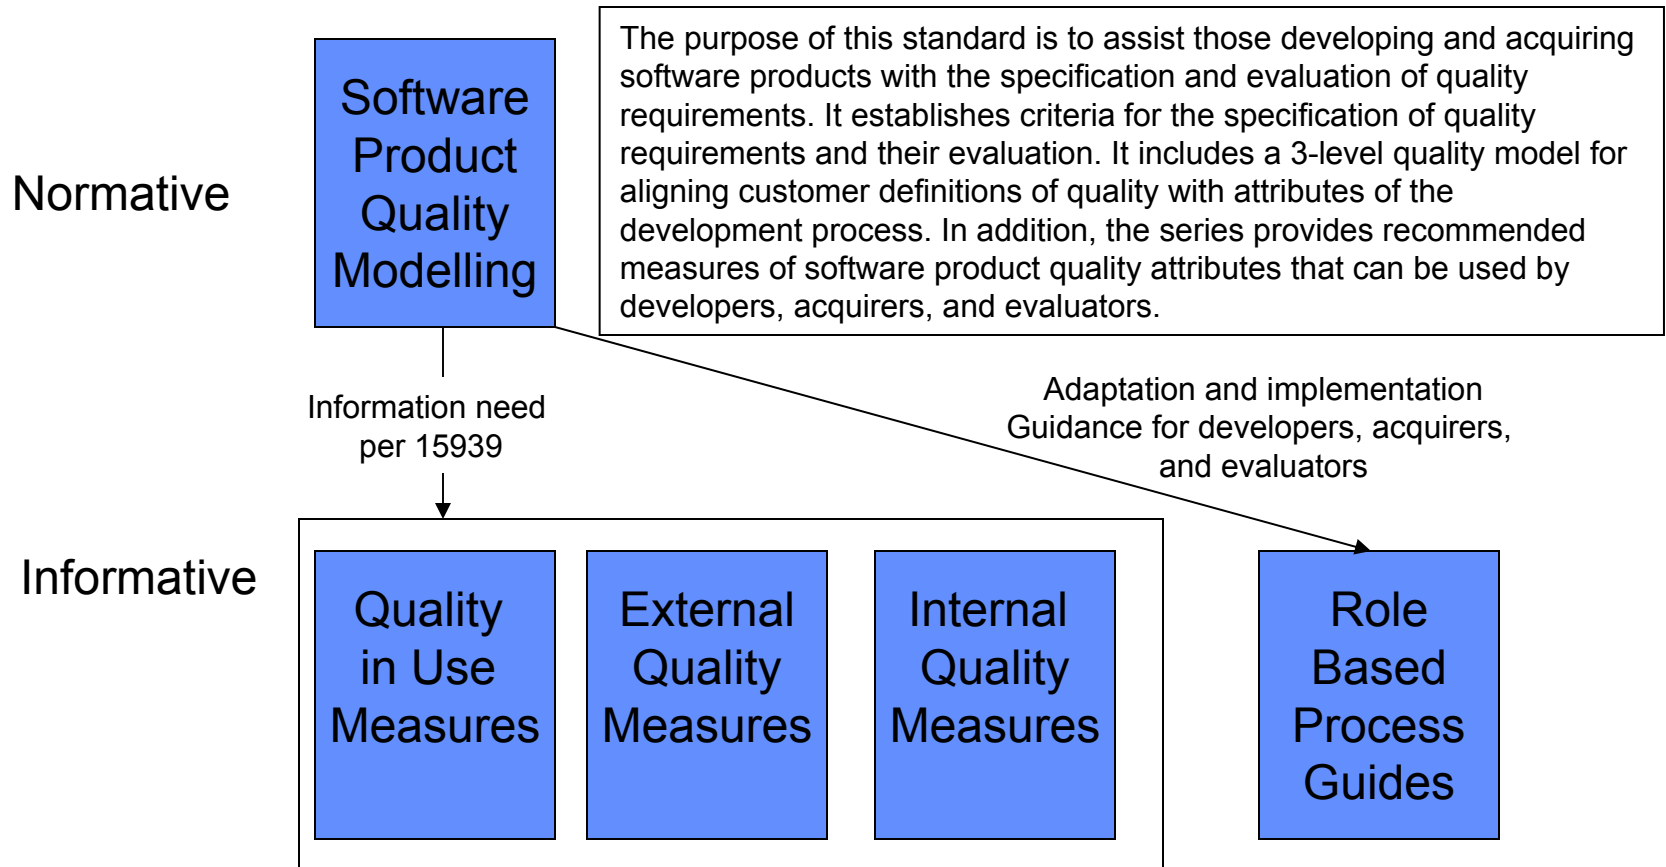 Normative
Software
Product
Quality
Modelling
The purpose of this standard is to assist those developing and acquiring
software products with the specification and evaluation of quality
requirements. It establishes criteria for the specification of quality
requirements and their evaluation. It includes a 3-level quality model for
aligning customer definitions of quality with attributes of the
development process. In addition, the series provides recommended
measures of software product quality attributes that can be used by
developers, acquirers, and evaluators.
Information need
per 15939
Adaptation and implementation
Guidance for developers, acquirers,
and evaluators
Informative
Quality
in Use
Measures
External
Quality
Measures
Internal
Quality
Measures
Role
Based
Process
Guides